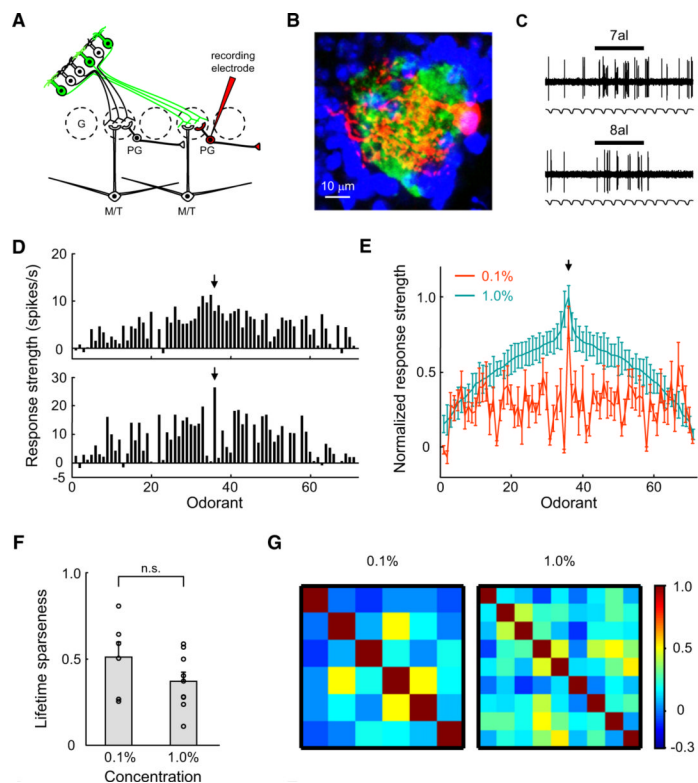 A
recording
electrode
G
PG
PG
M/T
M/T
B
10 μm
C
7al
8al
D
Response strength (spikes/s)
20
10
0
30
20
10
0
-5
0
20
40
60
Odorant
E
Normalized response strength
0.1%
1.0%
1.0
0.5
0
0
20
40
60
Odorant
F
Lifetime sparseness
n.s.
1.0
0.5
0
0.1%
1.0%
Concentration
G
0.1%
1.0%
1.0
0.5
0
-0.3